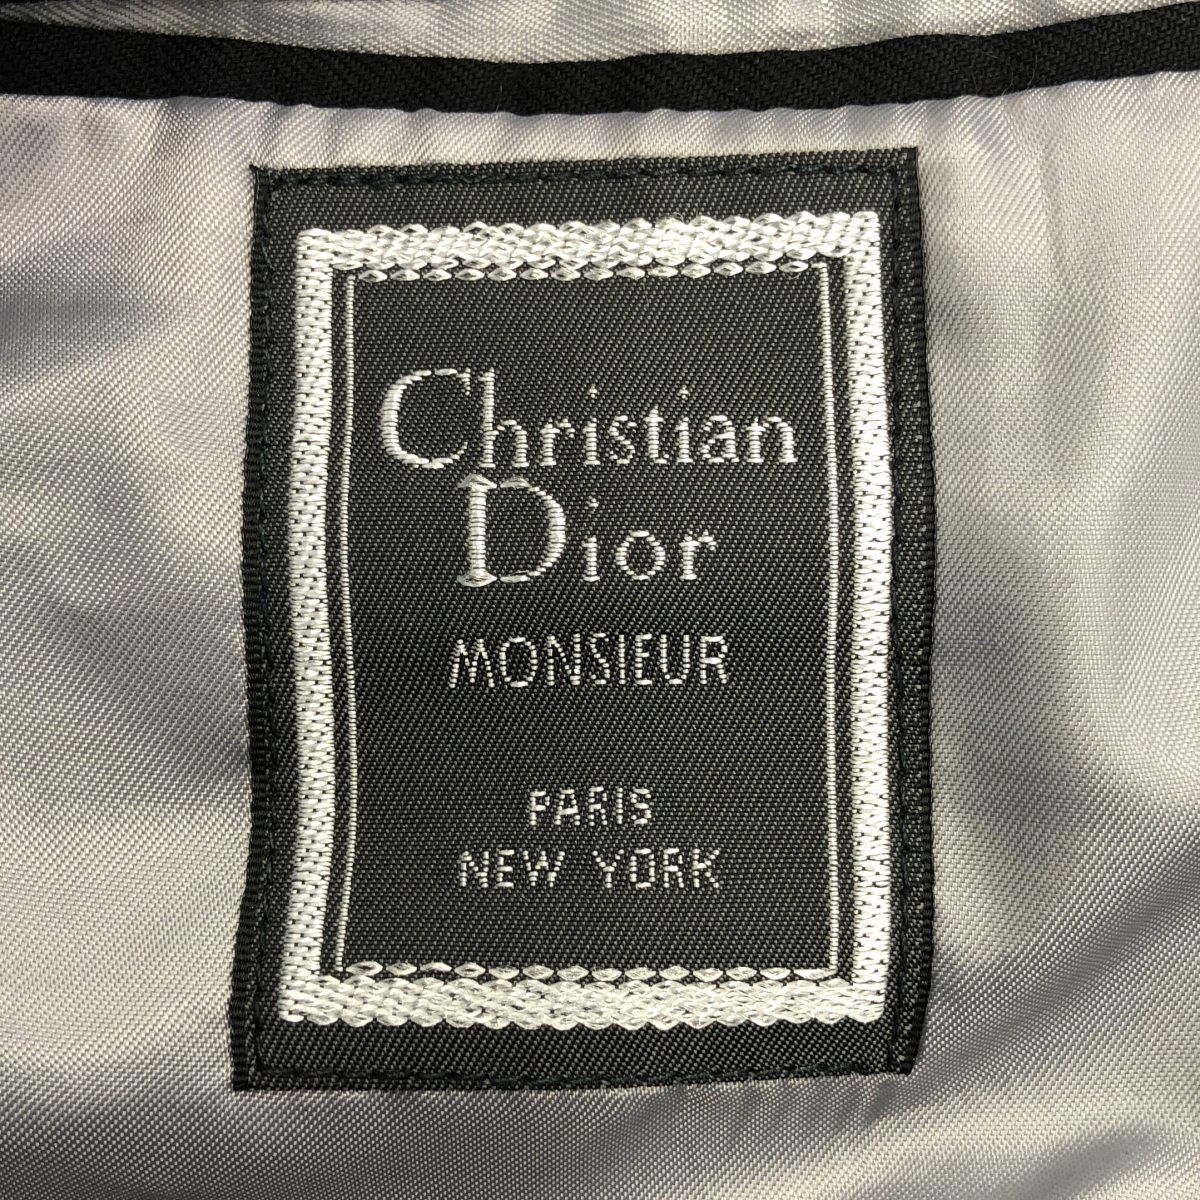 Christian
Dior
MONSIEUR
PARIS
NEW YORK